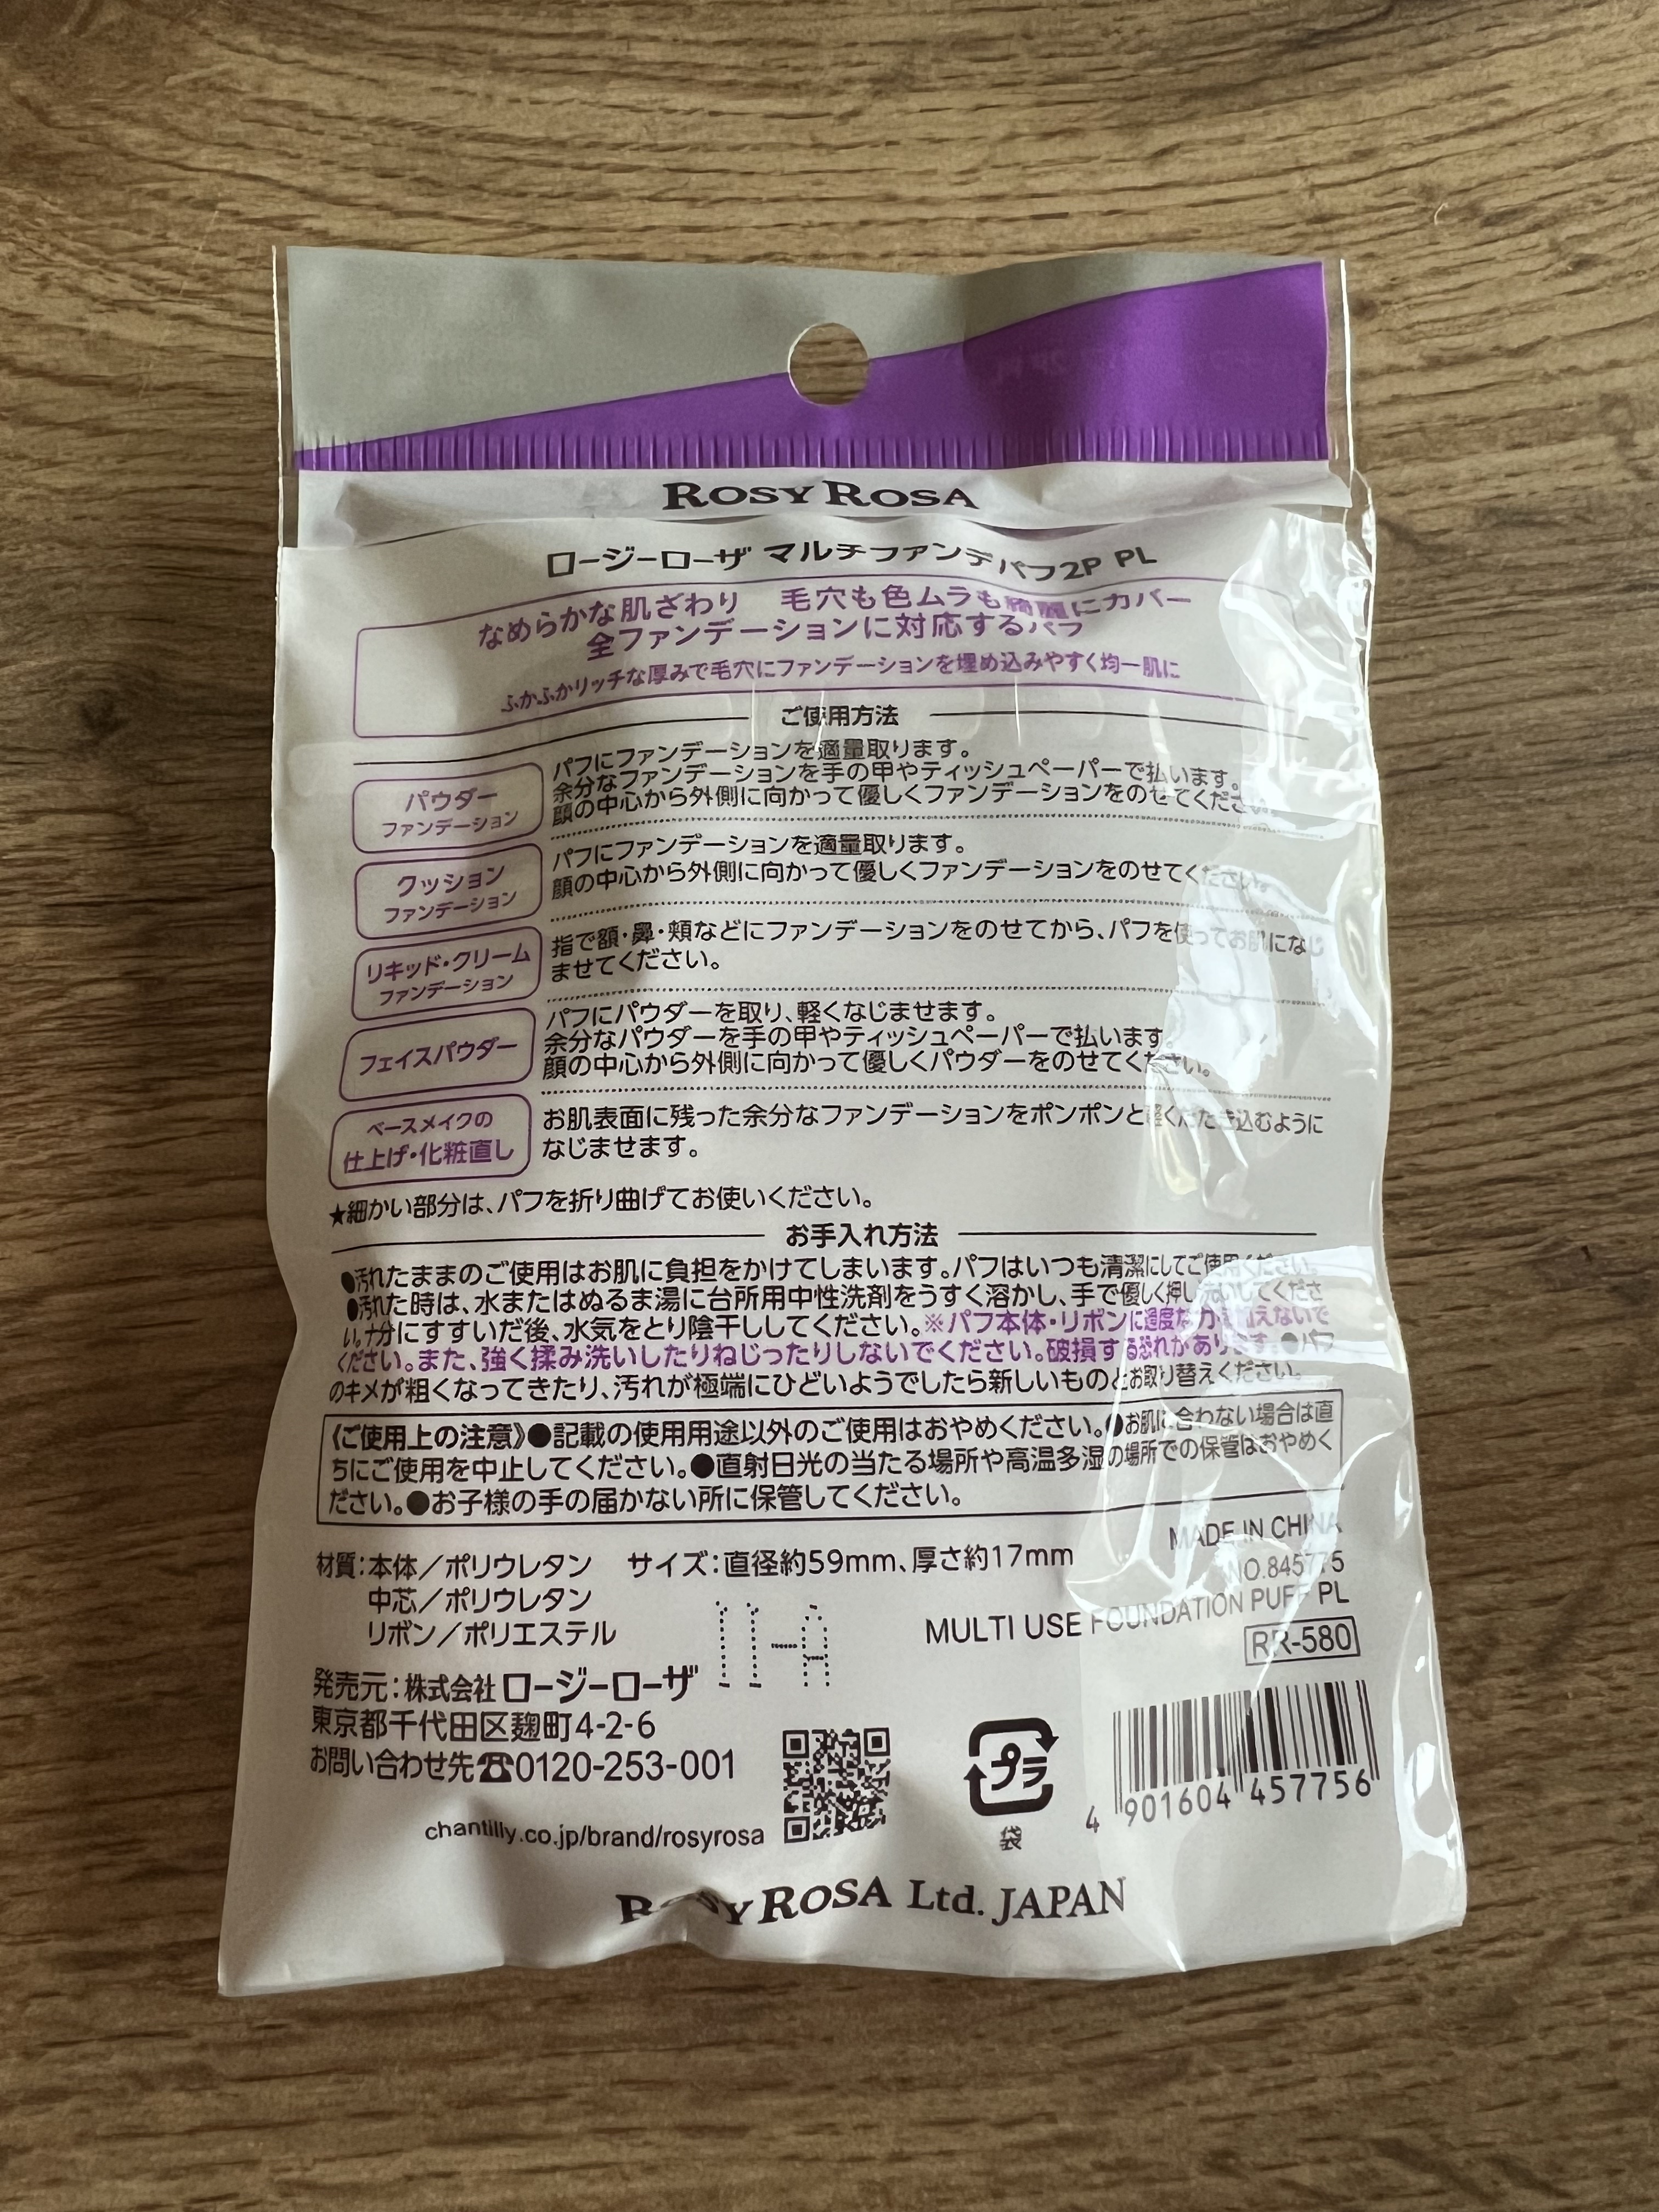 ROSY ROSA
ロージーローザ マルチファンデパフ2P PL
なめらかな肌ざわり 毛穴も色ムラも綺麗にカバー
全ファンデーションに対応するパフ
ふかふかリッチな厚みで毛穴にファンデーションを埋め込みやすく均一肌に
ご使用方法
パウダー
ファンデーション
パフにファンデーションを適量取ります。
余分なファンデーションを手の甲やティッシュペーパーで払います。
顔の中心から外側に向かって優しくファンデーションをのせてください。
クッション
ファンデーション
パフにファンデーションを適量取ります。
顔の中心から外側に向かって優しくファンデーションをのせてください。
リキッド・クリーム
ファンデーション
指で額・鼻・頬などにファンデーションをのせてから、パフを使ってお肌になじ
ませてください。
フェイスパウダー
パフにパウダーを取り、軽くなじませます。
余分なパウダーを手の甲やティッシュペーパーで払います。
顔の中心から外側に向かって優しくパウダーをのせてください。
ベースメイクの
仕上げ・化粧直し
お肌表面に残った余分なファンデーションをポンポンと軽くたたき込むように
なじませます。
★細かい部分は、パフを折り曲げてお使いください。
お手入れ方法
●汚れたままのご使用はお肌に負担をかけてしまいます。パフはいつも清潔にしてご使用ください。
●汚れた時は、水またはぬるま湯に台所用中性洗剤をうすく溶かし、手で優しく押し洗いしてくださ
い。十分にすすいだ後、水気をとり陰干ししてください。※パフ本体・リボンに過度な力を加えないで
ください。また、強く揉み洗いしたりねじったりしないでください。破損する恐れがあります。●パフ
のキメが粗くなってきたり、汚れが極端にひどいようでしたら新しいものとお取り替えください。
《ご使用上の注意》●記載の使用用途以外のご使用はおやめください。●お肌に合わない場合は直
ちにご使用を中止してください。●直射日光の当たる場所や高温多湿の場所での保管はおやめく
ださい。●お子様の手の届かない所に保管してください。
材質：本体／ポリウレタン サイズ：直径約59mm、厚さ約17mm
中芯／ポリウレタン
リボン／ポリエステル
MADE IN CHINA
NO.845775
MULTI USE FOUNDATION PUFF PL
RR-580
11-A
発売元：株式会社 ロージーローザ
東京都千代田区麹町4-2-6
お問い合わせ先☎0120-253-001
chantilly.co.jp/brand/rosyrosa
プラ
袋
4 901604 457756
ROSY ROSA Ltd. JAPAN